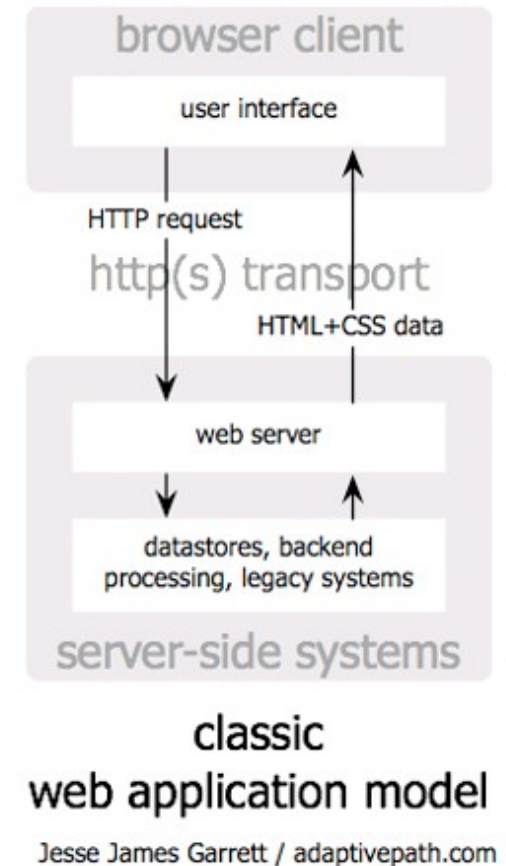 browser client
user interface
HTTP request
http(s) transport
HTML+CSS data
web server
datastores, backend
processing, legacy systems
server-side systems
classic
web application model
Jesse James Garrett / adaptivepath.com